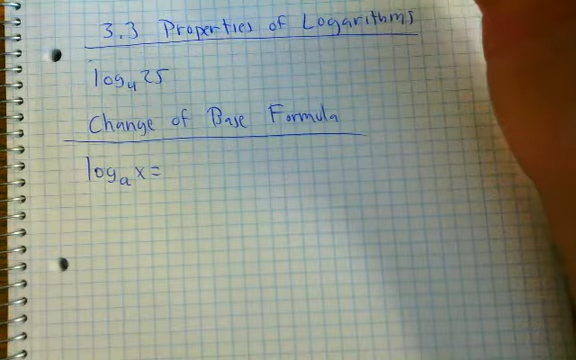 3.3 Properties of Logarithms
log₄ 25
Change of Base Formula
logₐ x =